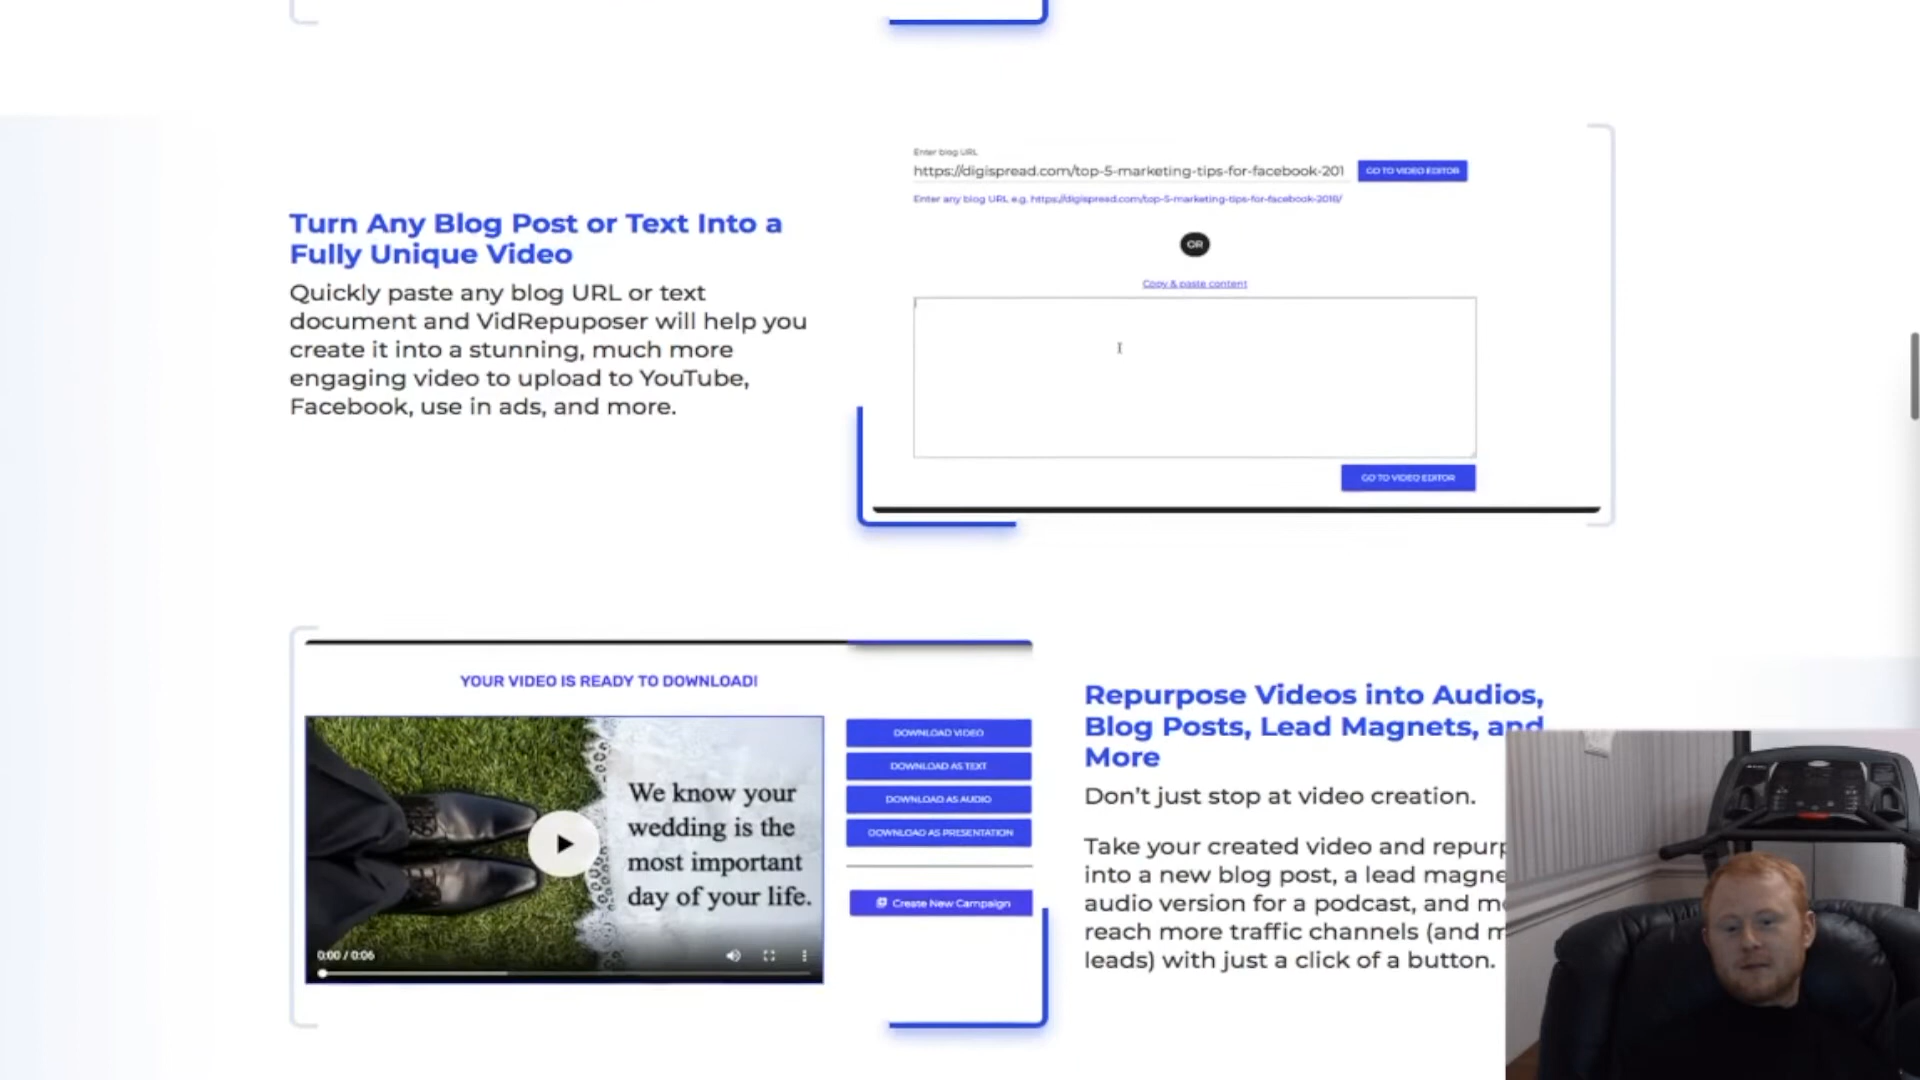 Enter blog URL
https://digispread.com/top-5-marketing-tips-for-facebook-201
GO TO VIDEO EDITOR
Enter any blog URL e.g. https://digispread.com/top-5-marketing-tips-for-facebook-2018/
OR
Copy & paste content
GO TO VIDEO EDITOR
Turn Any Blog Post or Text Into a
Fully Unique Video
Quickly paste any blog URL or text
document and VidRepuposer will help you
create it into a stunning, much more
engaging video to upload to YouTube,
Facebook, use in ads, and more.
YOUR VIDEO IS READY TO DOWNLOAD!
We know your
wedding is the
most important
day of your life.
0:00 / 0:06
DOWNLOAD VIDEO
DOWNLOAD AS TEXT
DOWNLOAD AS AUDIO
DOWNLOAD AS PRESENTATION
Create New Campaign
Repurpose Videos into Audios,
Blog Posts, Lead Magnets, and
More
Don't just stop at video creation.
Take your created video and repurp
into a new blog post, a lead magne
audio version for a podcast, and m
reach more traffic channels (and m
leads) with just a click of a button.